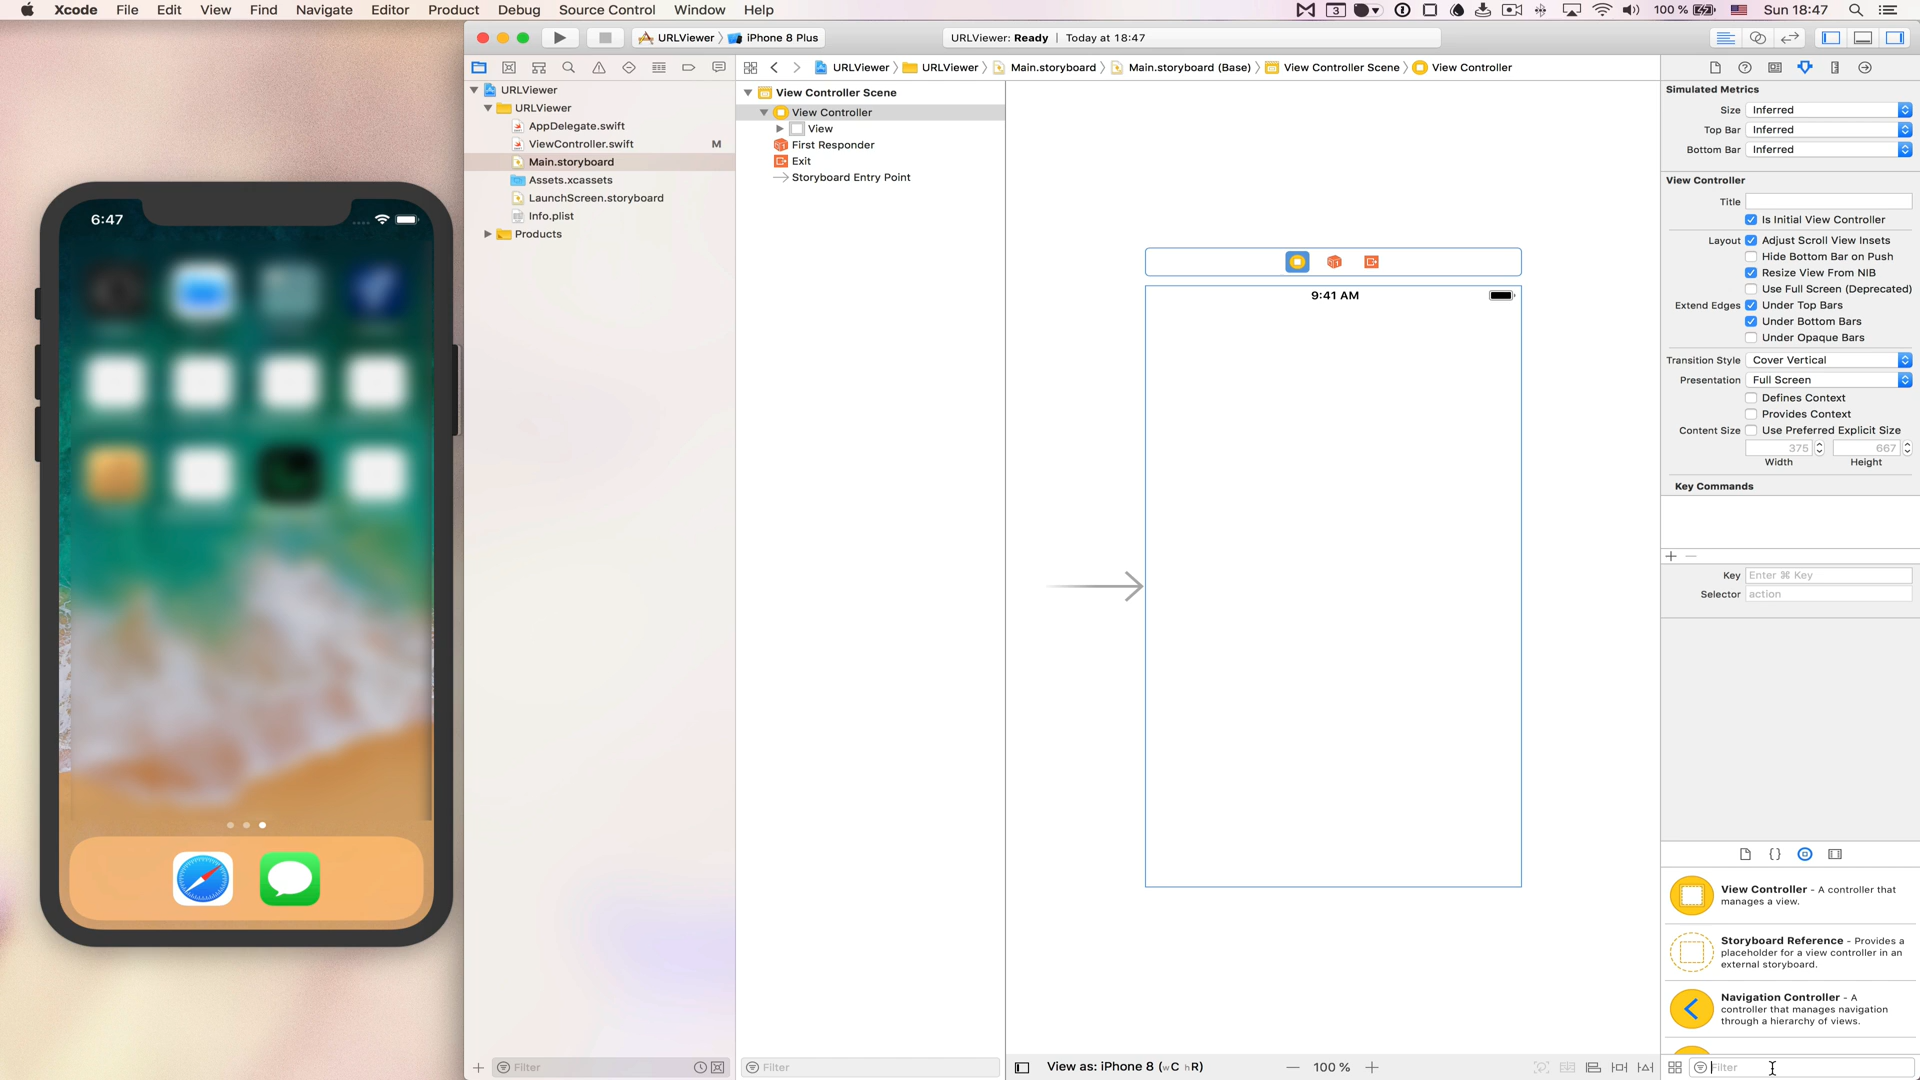 Xcode File Edit View Find Navigate Editor Product Debug Source Control Window Help
3
100 %
Sun 18:47
URLViewer
iPhone 8 Plus
URLViewer: Ready | Today at 18:47
URLViewer
URLViewer
Main.storyboard
Main.storyboard (Base)
View Controller Scene
View Controller
6:47
URLViewer
URLViewer
AppDelegate.swift
ViewController.swift M
Main.storyboard
Assets.xcassets
LaunchScreen.storyboard
Info.plist
Products
Filter
View Controller Scene
View Controller
View
First Responder
Exit
Storyboard Entry Point
Filter
9:41 AM
View as: iPhone 8 (wC hR)
100 %
Simulated Metrics
Size Inferred
Top Bar Inferred
Bottom Bar Inferred
View Controller
Title
Is Initial View Controller
Layout Adjust Scroll View Insets
Hide Bottom Bar on Push
Resize View From NIB
Use Full Screen (Deprecated)
Extend Edges Under Top Bars
Under Bottom Bars
Under Opaque Bars
Transition Style Cover Vertical
Presentation Full Screen
Defines Context
Provides Context
Content Size Use Preferred Explicit Size
375 667
Width Height
Key Commands
Key Enter ⌘ Key
Selector action
View Controller - A controller that
manages a view.
Storyboard Reference - Provides a
placeholder for a view controller in an
external storyboard.
Navigation Controller - A
controller that manages navigation
through a hierarchy of views.
Filter